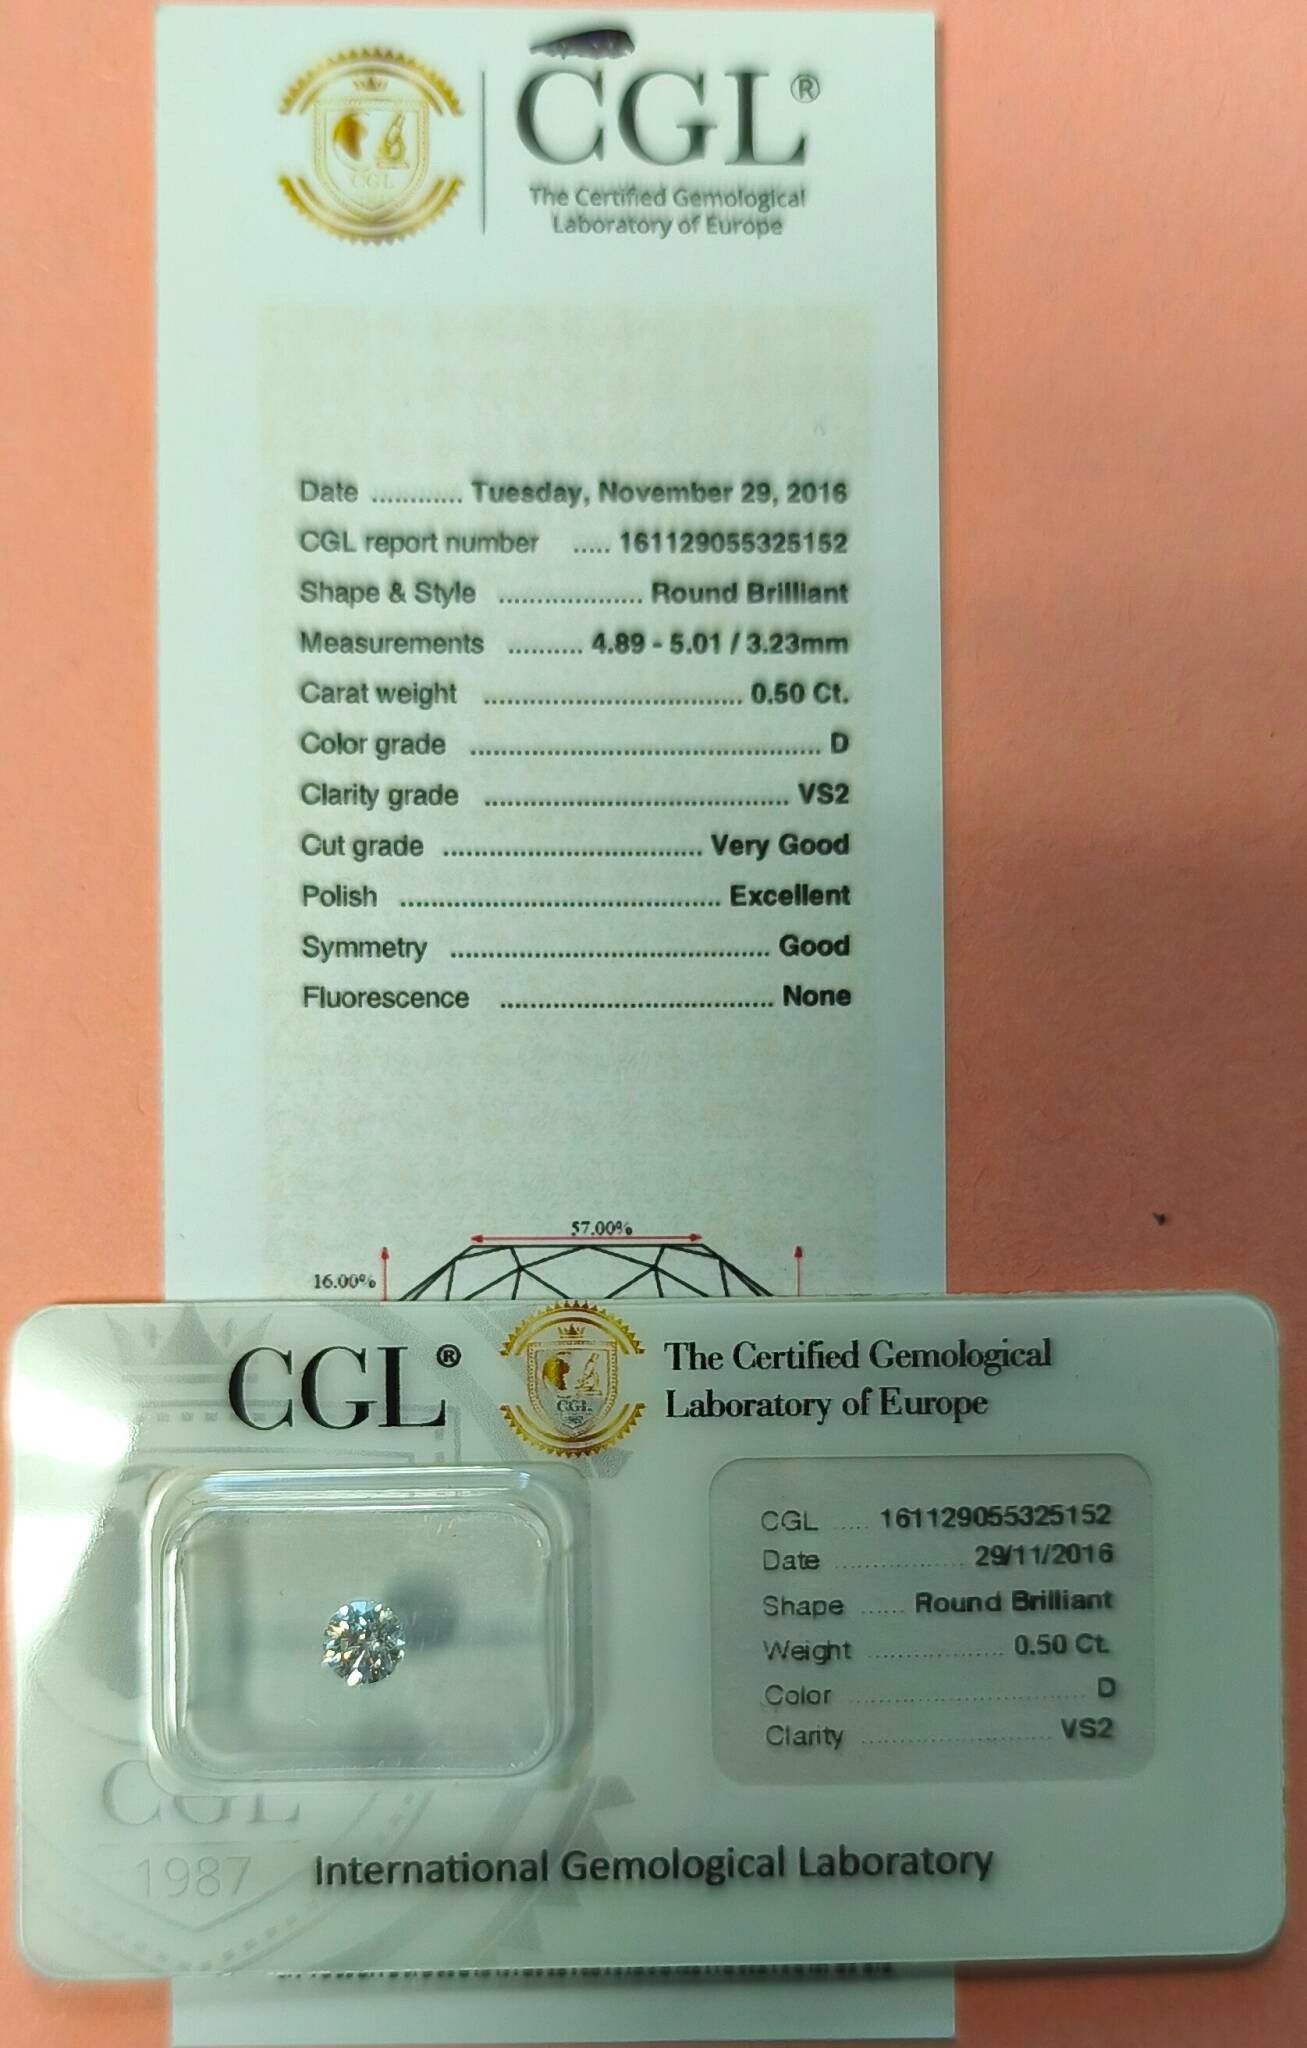 CGL®
CGL
The Certified Gemological
Laboratory of Europe
Date ............ Tuesday, November 29, 2016
CGL report number ..... 161129055325152
Shape & Style ................... Round Brilliant
Measurements .......... 4.89 - 5.01 / 3.23mm
Carat weight .................................. 0.50 Ct.
Color grade .............................................. D
Clarity grade ........................................ VS2
Cut grade .................................. Very Good
Polish .......................................... Excellent
Symmetry .......................................... Good
Fluorescence .................................... None
57.00%
16.00%
CGL®
CGL
The Certified Gemological
Laboratory of Europe
CGL ..... 161129055325152
Date ................. 29/11/2016
Shape ...... Round Brilliant
Weight .................. 0.50 Ct.
Color ............................... D
Clarity ......................... VS2
CGL
1987
International Gemological Laboratory